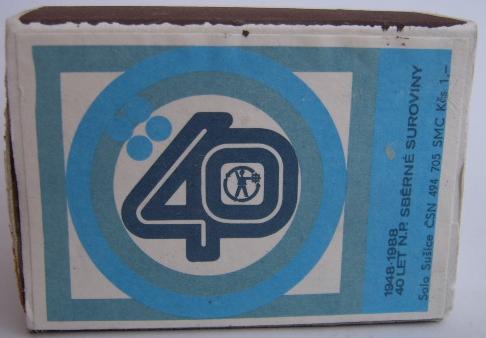 40
1948-1988
40 LET N.P. SBĚRNÉ SUROVINY
Solo Sušice ČSN 494 705 SMC Kčs 1,–